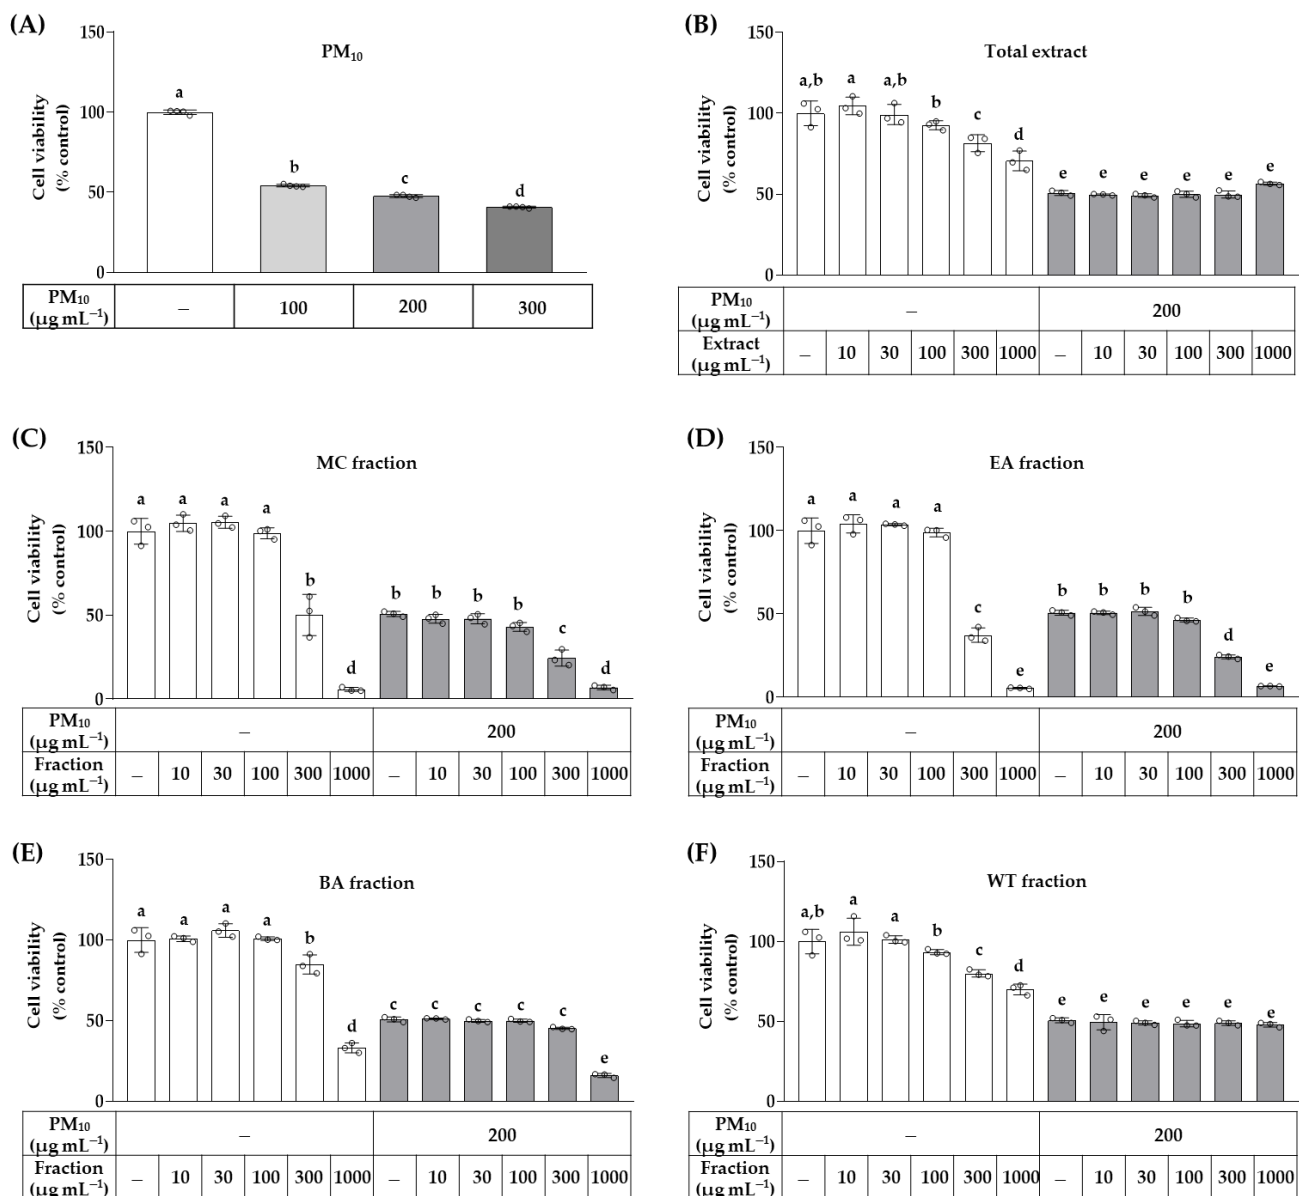 (A)
PM₁₀
Cell viability
(% control)
150
100
50
0
a
b
c
d
PM₁₀
(µg mL⁻¹)
– 100 200 300
(B)
Total extract
Cell viability
(% control)
150
100
50
0
a,b a a,b b c d e e e e e e
PM₁₀
(µg mL⁻¹)
– 200
Extract
(µg mL⁻¹)
– 10 30 100 300 1000 – 10 30 100 300 1000
(C)
MC fraction
Cell viability
(% control)
150
100
50
0
a a a a b d b b b b c d
PM₁₀
(µg mL⁻¹)
– 200
Fraction
(µg mL⁻¹)
– 10 30 100 300 1000 – 10 30 100 300 1000
(D)
EA fraction
Cell viability
(% control)
150
100
50
0
a a a a c e b b b b d e
PM₁₀
(µg mL⁻¹)
– 200
Fraction
(µg mL⁻¹)
– 10 30 100 300 1000 – 10 30 100 300 1000
(E)
BA fraction
Cell viability
(% control)
150
100
50
0
a a a a b d c c c c c e
PM₁₀
(µg mL⁻¹)
– 200
Fraction
(µg mL⁻¹)
– 10 30 100 300 1000 – 10 30 100 300 1000
(F)
WT fraction
Cell viability
(% control)
150
100
50
0
a,b a a b c d e e e e e e
PM₁₀
(µg mL⁻¹)
– 200
Fraction
(µg mL⁻¹)
– 10 30 100 300 1000 – 10 30 100 300 1000